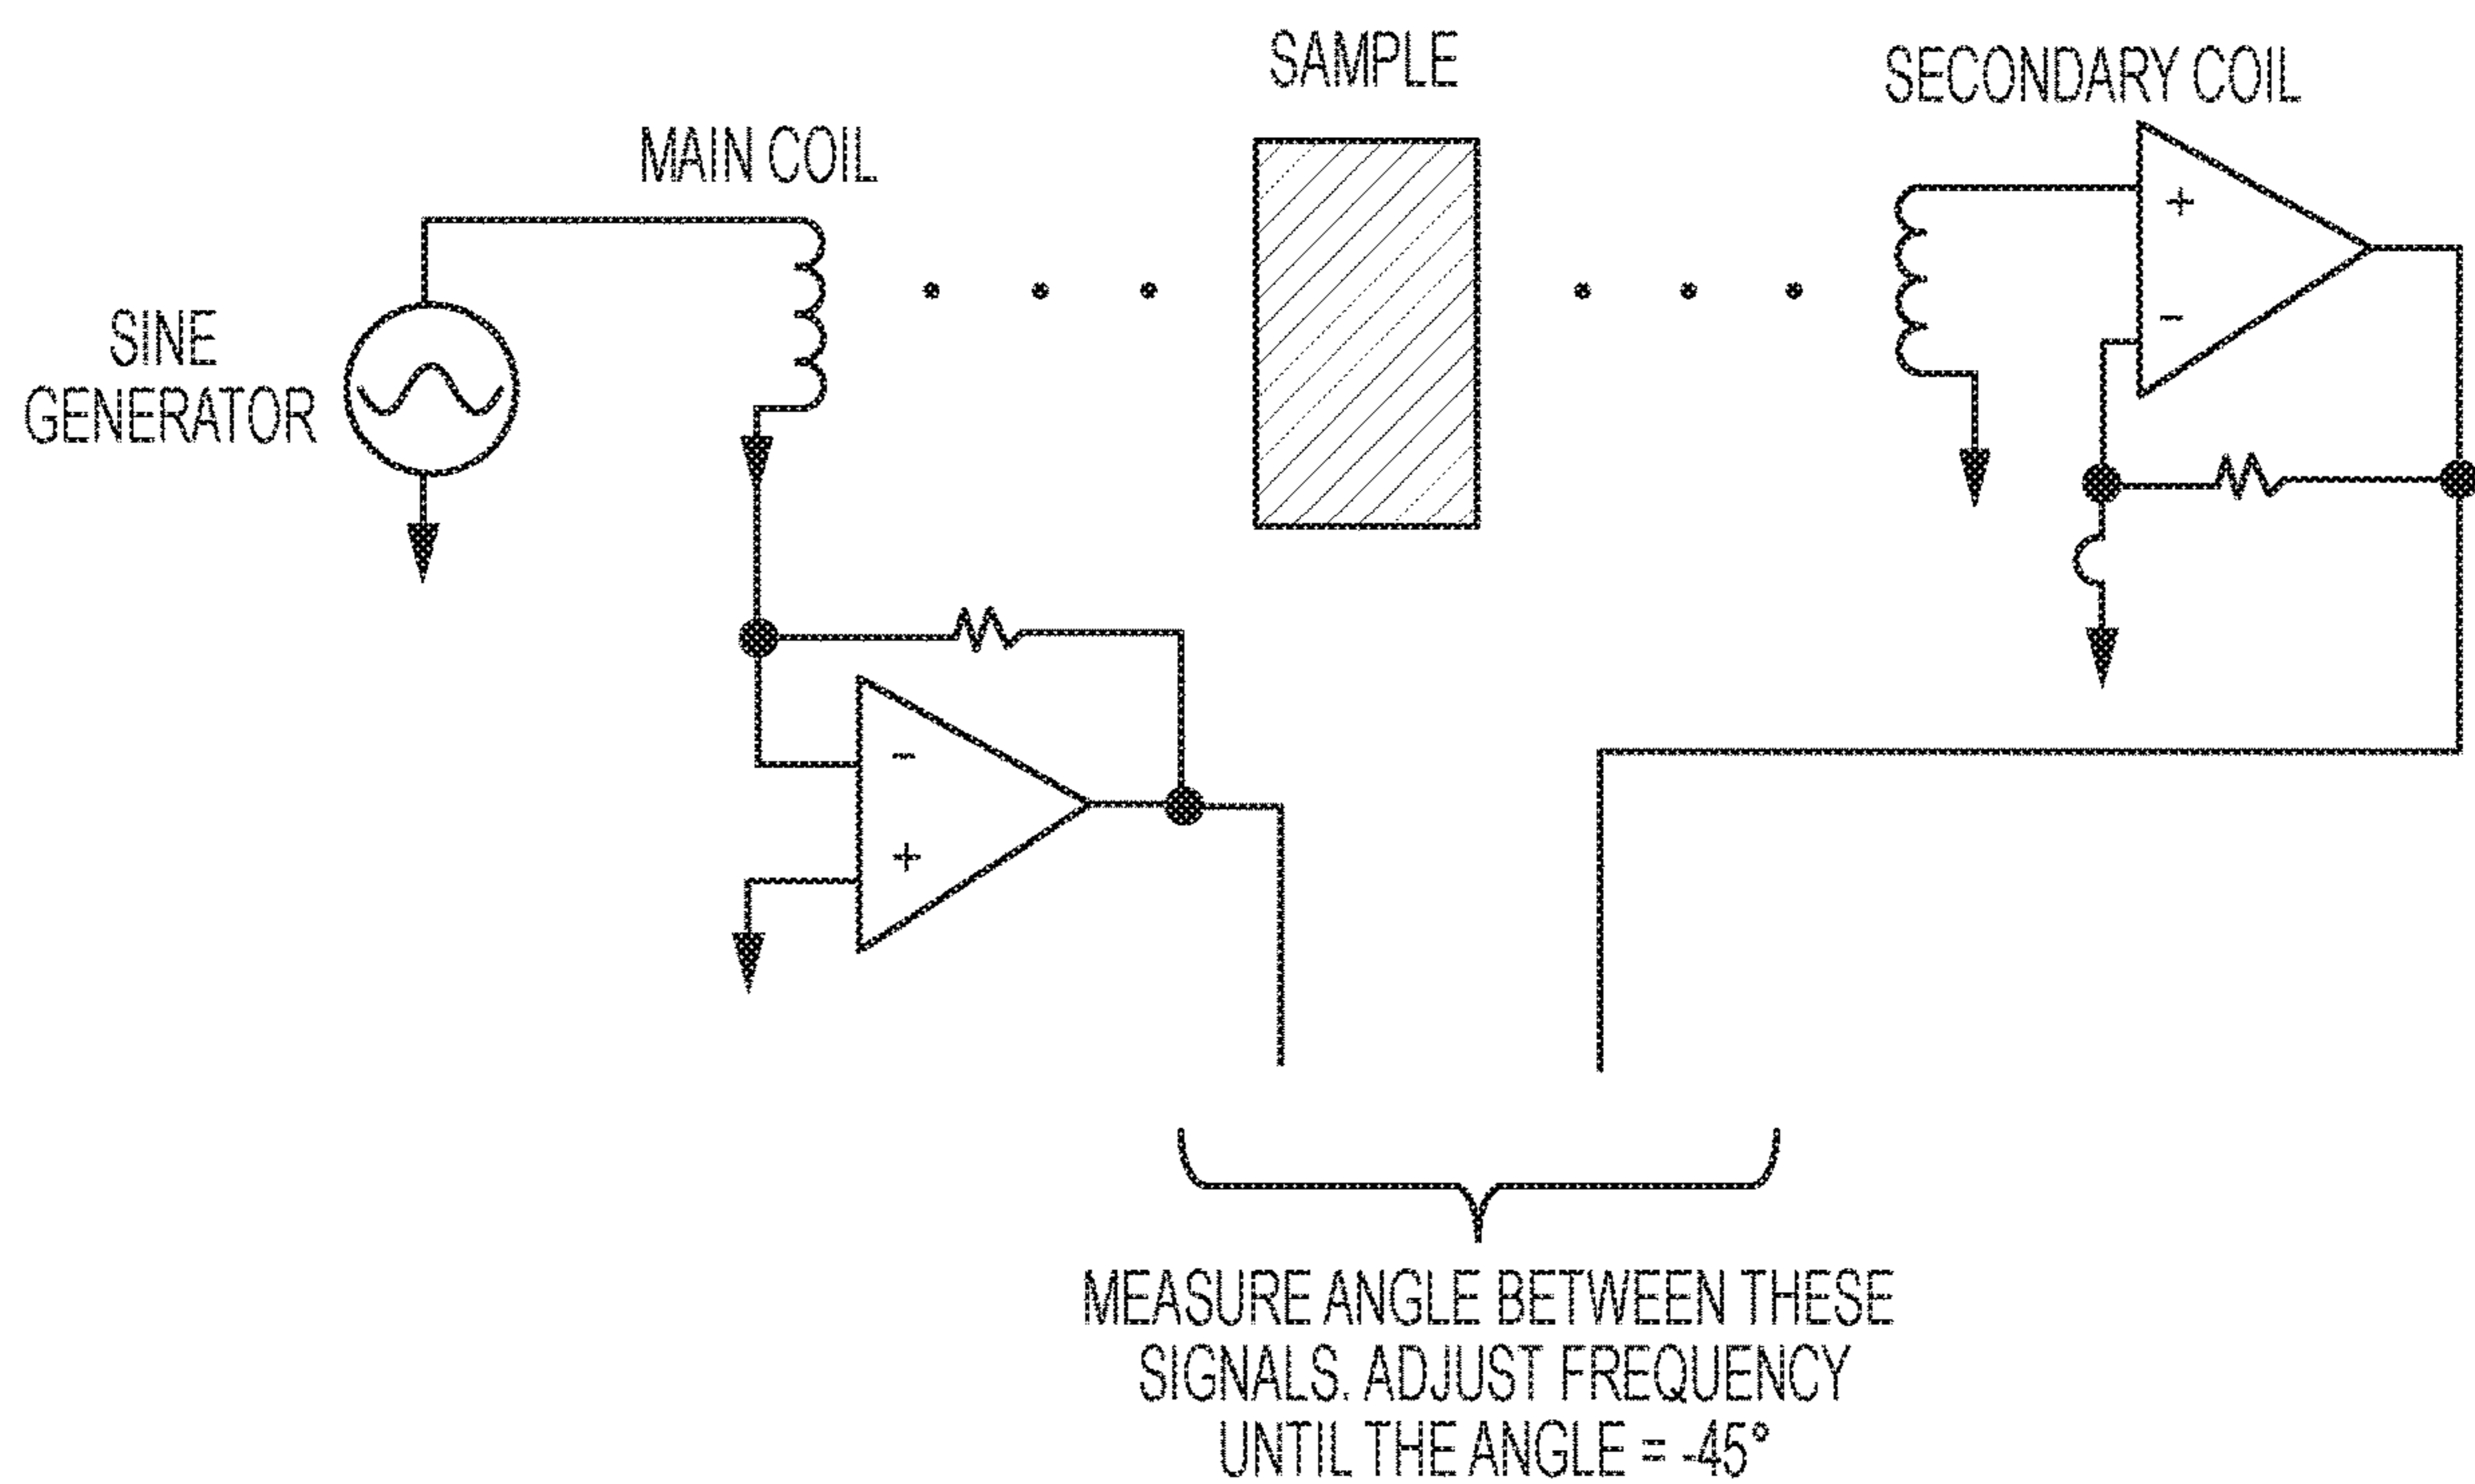 SAMPLE
SECONDARY COIL
MAIN COIL
SINE
GENERATOR
+
-
-
+
MEASURE ANGLE BETWEEN THESE
SIGNALS. ADJUST FREQUENCY
UNTIL THE ANGLE = -45°